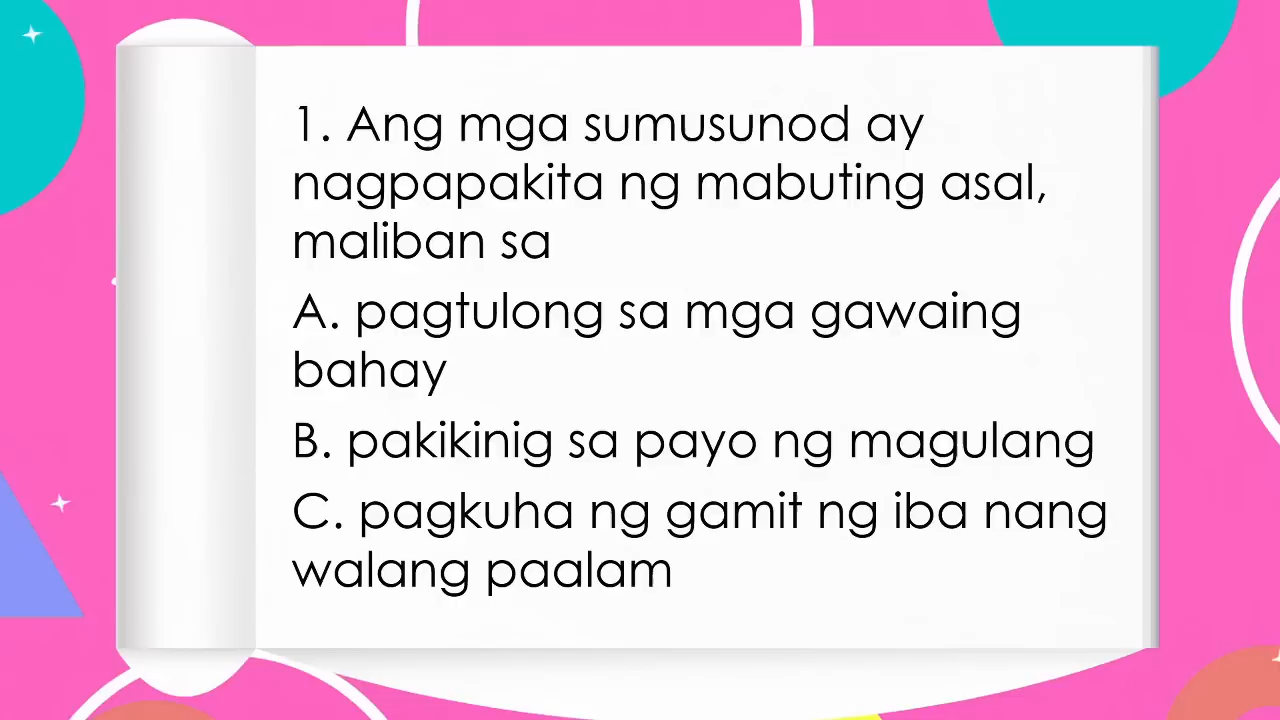 1. Ang mga sumusunod ay
nagpapakita ng mabuting asal,
maliban sa
A. pagtulong sa mga gawaing
bahay
B. pakikinig sa payo ng magulang
C. pagkuha ng gamit ng iba nang
walang paalam